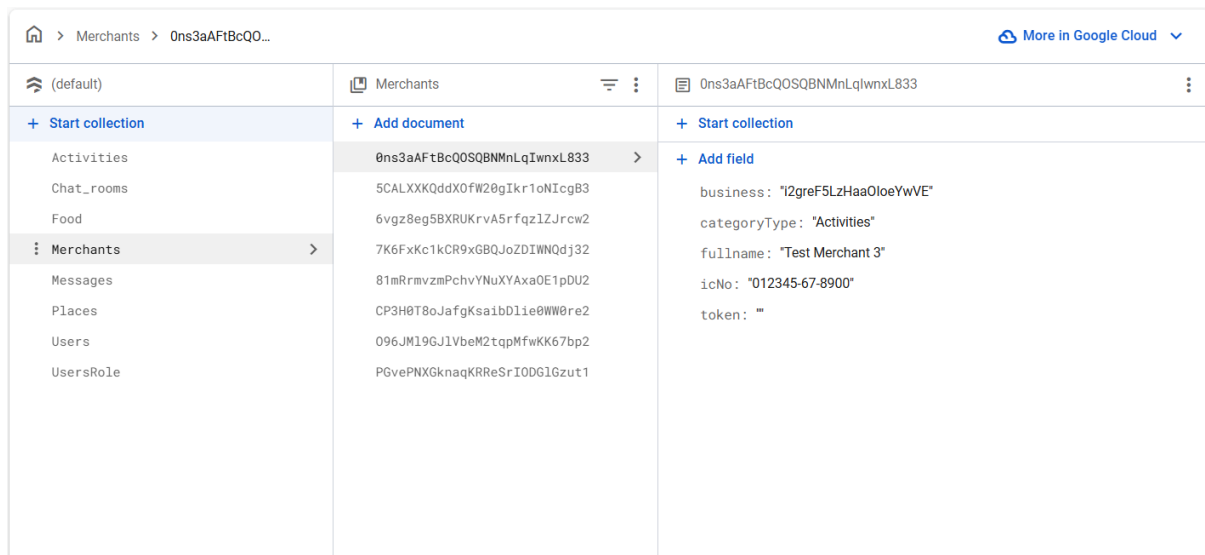 Merchants
0ns3aAFtBcQO...
More in Google Cloud
(default)
Merchants
0ns3aAFtBcQOSQBNMnLqIwnxL833
+ Start collection
+ Add document
+ Start collection
Activities
Chat_rooms
Food
Merchants
Messages
Places
Users
UsersRole
0ns3aAFtBcQOSQBNMnLqIwnxL833
5CALXXKQddXOfW20gIkr1oNIcgB3
6vgz8eg5BXRUKrvA5rfqzlZJrcw2
7K6FxKc1kCR9xGBQJoZDIWNQdj32
81mRrmvzmPchvYNuXYAxaOE1pDU2
CP3H0T8oJafgKsaibDlie0WW0re2
O96JMl9GJlVbeM2tqpMfwKK67bp2
PGvePNXGknaqKRReSrIODGlGzut1
+ Add field
business: "i2greF5LzHaaOloeYwVE"
categoryType: "Activities"
fullname: "Test Merchant 3"
icNo: "012345-67-8900"
token: ""